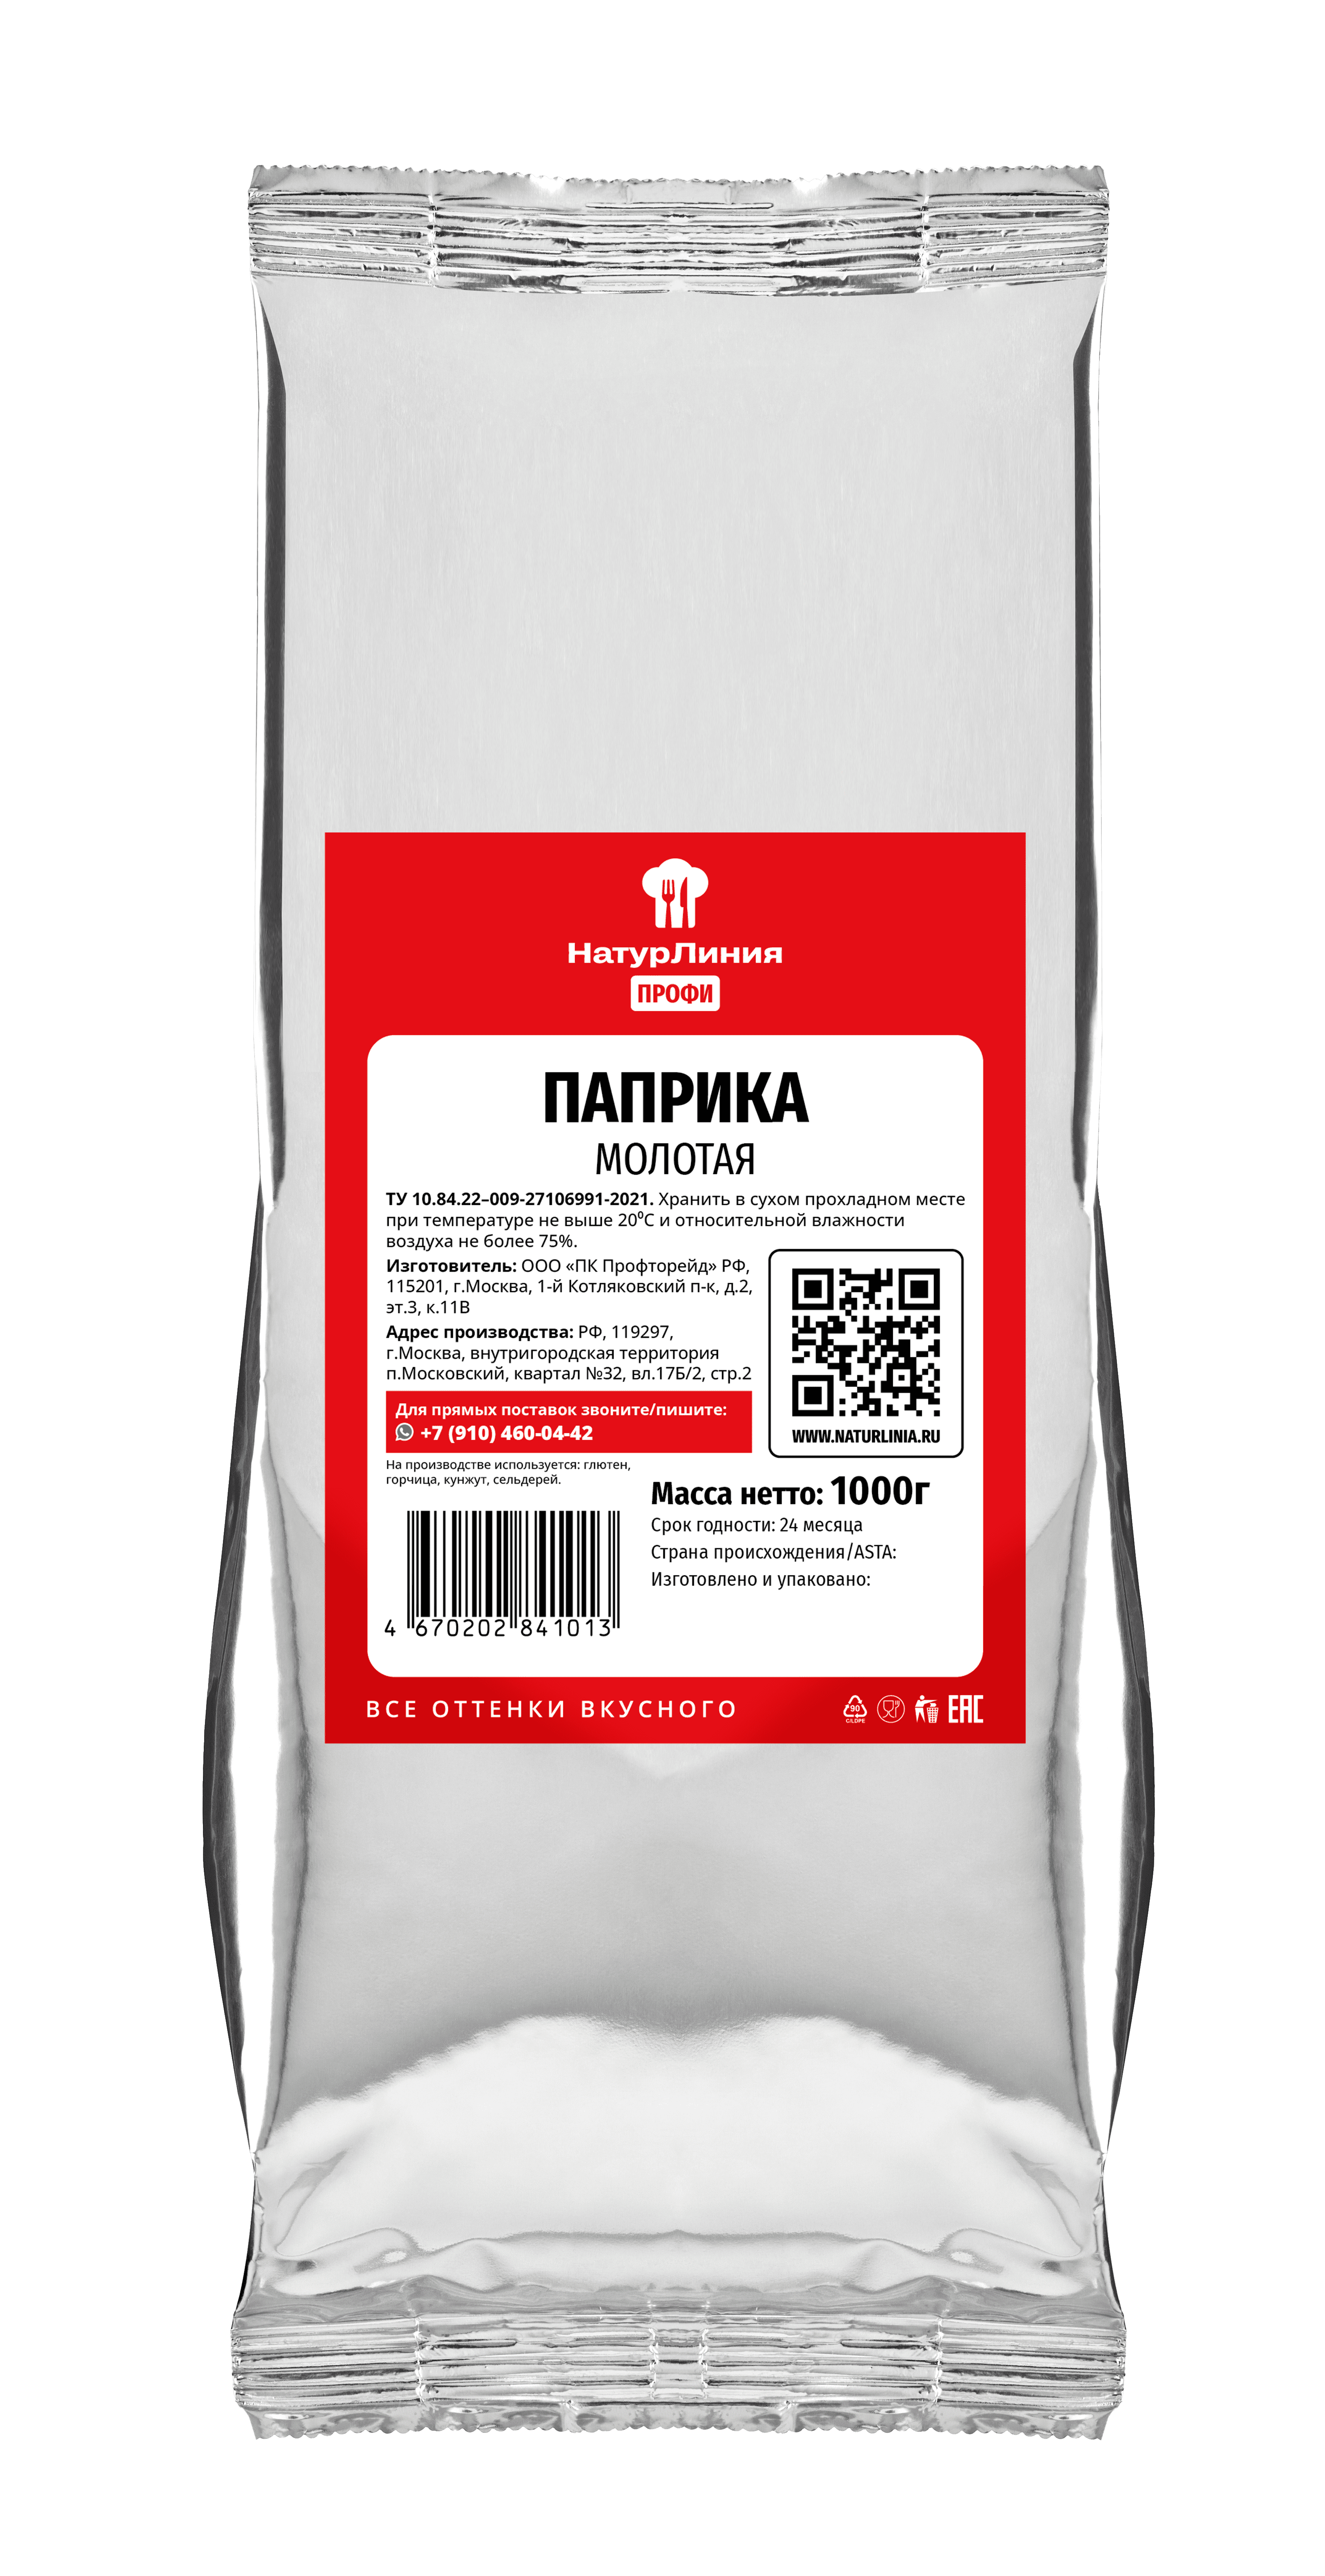 НатурЛиния
ПРОФИ
ПАПРИКА
МОЛОТАЯ
ТУ 10.84.22–009-27106991-2021. Хранить в сухом прохладном месте
при температуре не выше 20⁰С и относительной влажности
воздуха не более 75%.
Изготовитель: ООО «ПК Профторейд» РФ,
115201, г.Москва, 1-й Котляковский п-к, д.2,
эт.3, к.11В
Адрес производства: РФ, 119297,
г.Москва, внутригородская территория
п.Московский, квартал №32, вл.17Б/2, стр.2
Для прямых поставок звоните/пишите:
+7 (910) 460-04-42
WWW.NATURLINIA.RU
На производстве используется: глютен,
горчица, кунжут, сельдерей.
Масса нетто: 1000г
Срок годности: 24 месяца
Страна происхождения/ASTA:
Изготовлено и упаковано:
4 670202 841013
ВСЕ ОТТЕНКИ ВКУСНОГО
90
C/LDPE
EAC